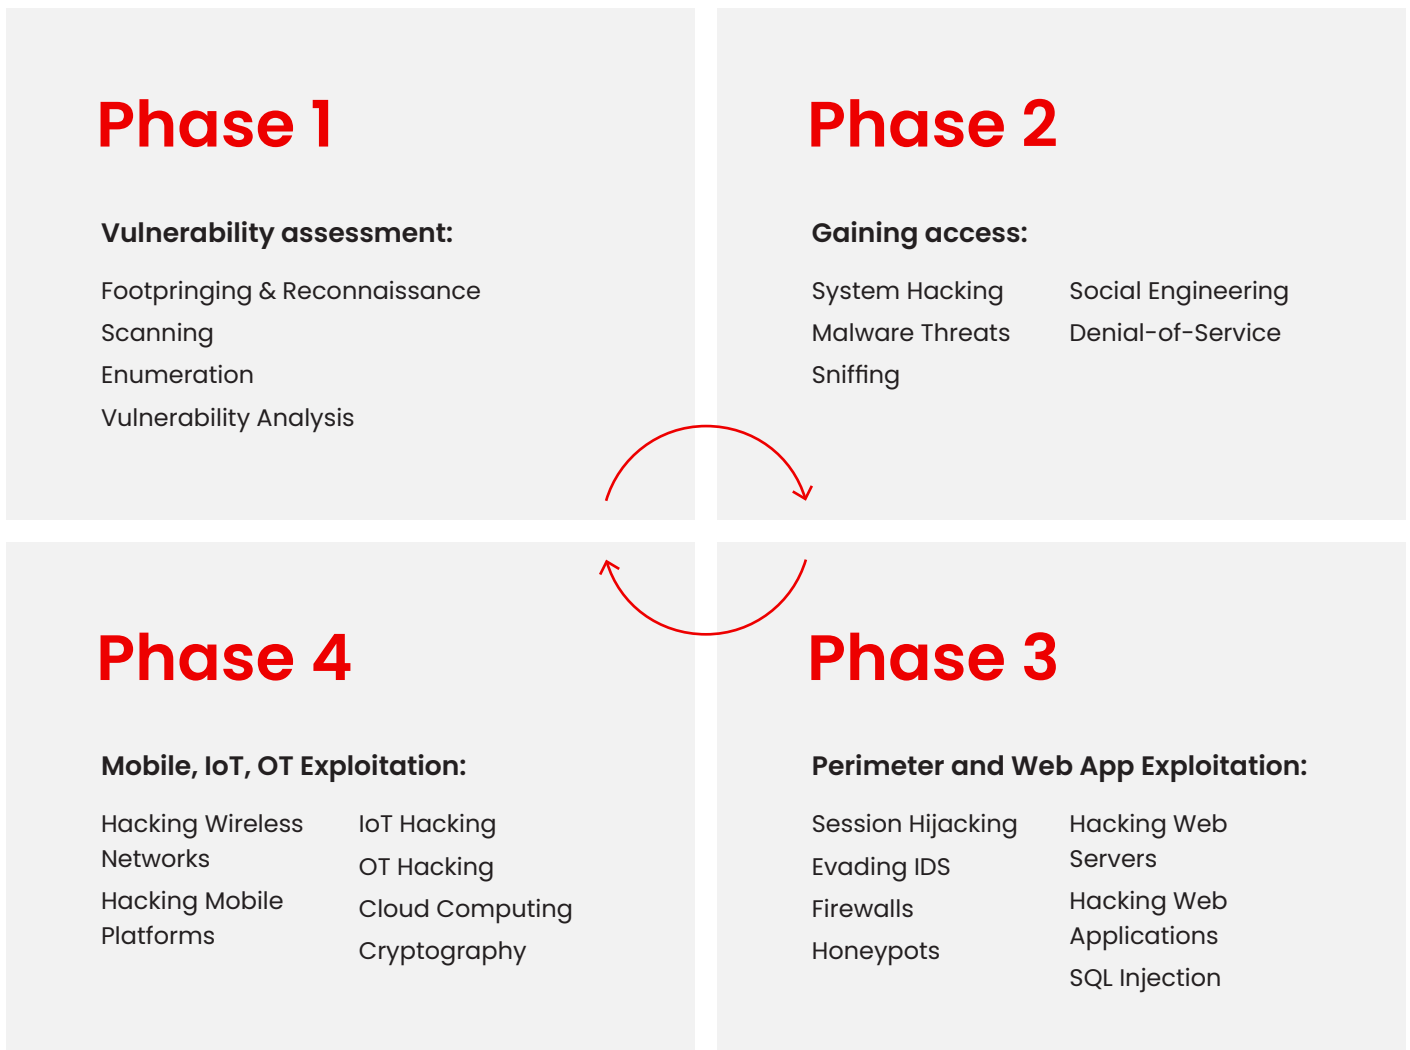 Phase 1
Vulnerability assessment:
Footpringing & Reconnaissance
Scanning
Enumeration
Vulnerability Analysis
Phase 2
Gaining access:
System Hacking
Malware Threats
Sniffing
Social Engineering
Denial-of-Service
Phase 4
Mobile, IoT, OT Exploitation:
Hacking Wireless
Networks
Hacking Mobile
Platforms
IoT Hacking
OT Hacking
Cloud Computing
Cryptography
Phase 3
Perimeter and Web App Exploitation:
Session Hijacking
Evading IDS
Firewalls
Honeypots
Hacking Web
Servers
Hacking Web
Applications
SQL Injection